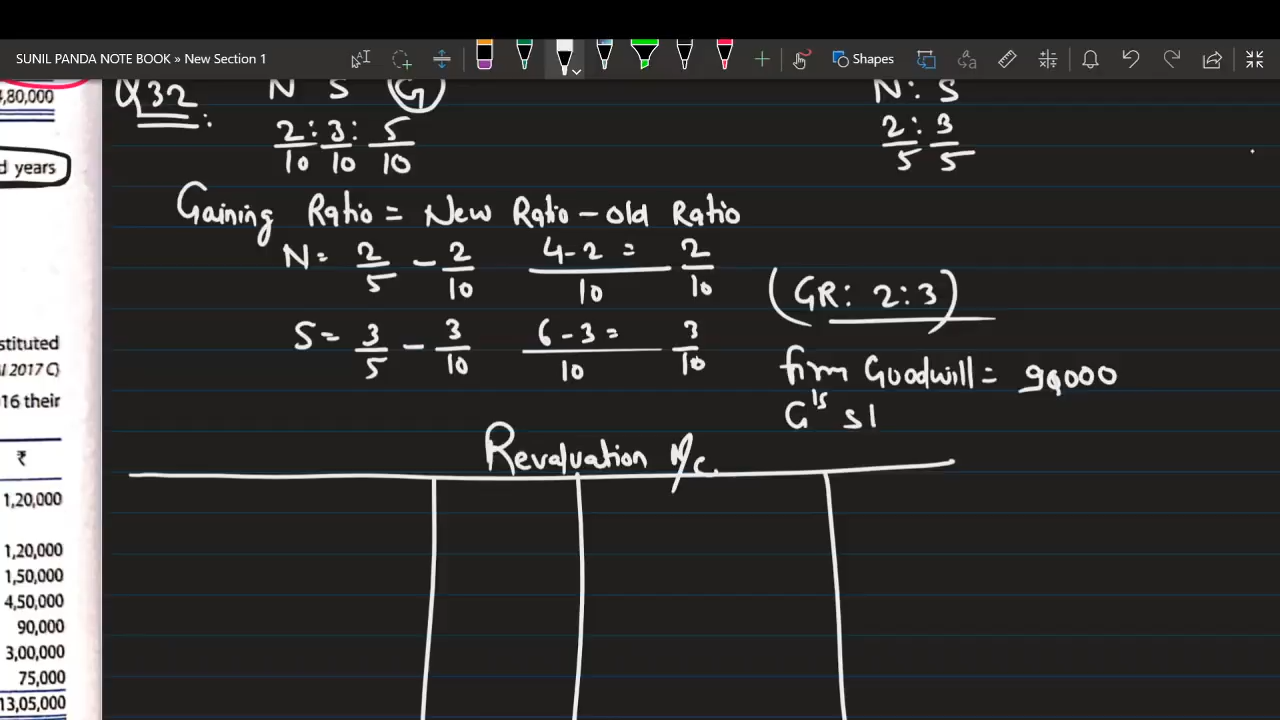 SUNIL PANDA NOTE BOOK » New Section 1
Shapes
4,80,000
d years
stituted
I 2017 C)
16 their
₹
1,20,000
1,20,000
1,50,000
4,50,000
90,000
3,00,000
75,000
13,05,000
Q32 N S G
2: 3: 5
10 10 10
N: S
2: 3
5 5
Gaining Ratio = New Ratio - old Ratio
N = 2/5 - 2/10 4-2/10 = 2/10
S = 3/5 - 3/10 6-3/10 = 3/10
(GR: 2:3)
firm Goodwill = 90,000
G's sl
Revaluation A/c.